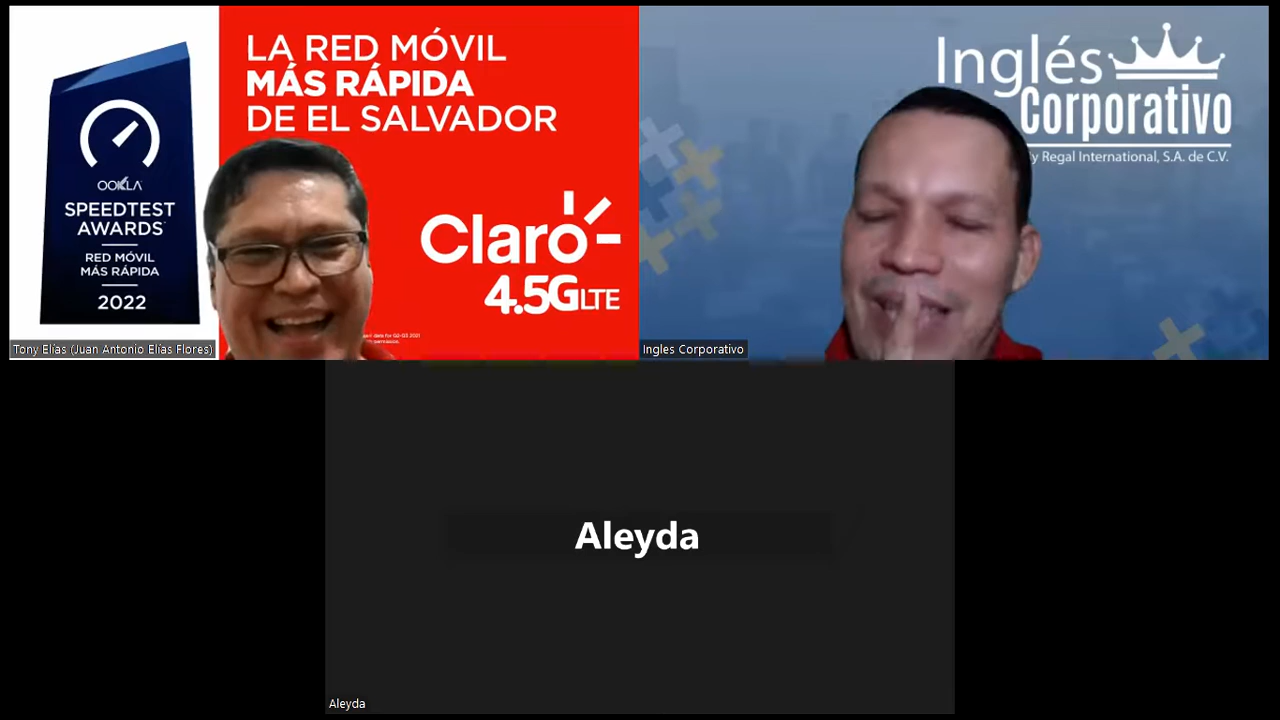 LA RED MÓVIL
MÁS RÁPIDA
DE EL SALVADOR
OOKLA
SPEEDTEST
AWARDS
RED MÓVIL
MÁS RÁPIDA
2022
Claro
4.5G LTE
Tony Elías (Juan Antonio Elías Flores)
Inglés
Corporativo
y Regal International, S.A. de C.V.
Ingles Corporativo
Aleyda
Aleyda